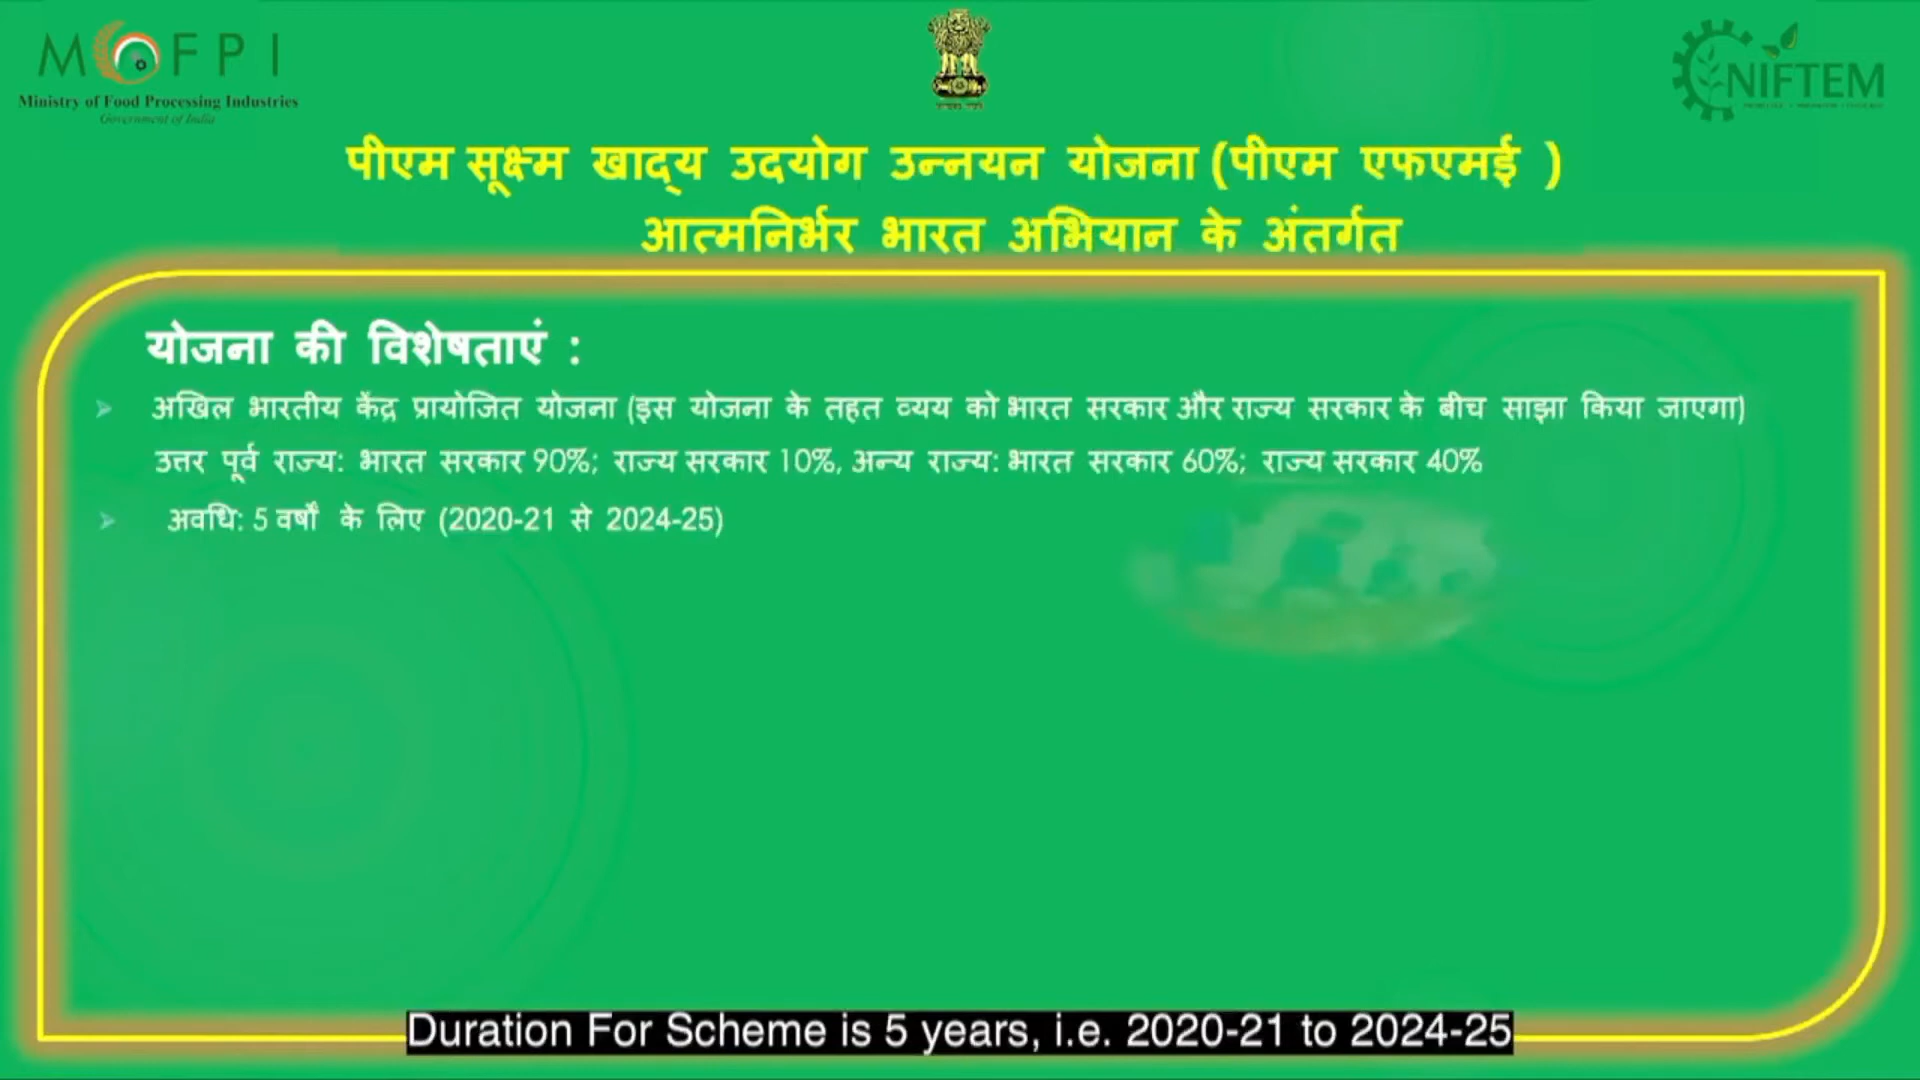 MOFPI
Ministry of Food Processing Industries
Government of India
NIFTEM
पीएम सूक्ष्म खाद्य उदयोग उन्नयन योजना (पीएम एफएमई )
आत्मनिर्भर भारत अभियान के अंतर्गत
योजना की विशेषताएं :
अखिल भारतीय केंद्र प्रायोजित योजना (इस योजना के तहत व्यय को भारत सरकार और राज्य सरकार के बीच साझा किया जाएगा)
उत्तर पूर्व राज्य: भारत सरकार 90%; राज्य सरकार 10%, अन्य राज्य: भारत सरकार 60%; राज्य सरकार 40%
अवधि: 5 वर्षों के लिए (2020-21 से 2024-25)
Duration For Scheme is 5 years, i.e. 2020-21 to 2024-25